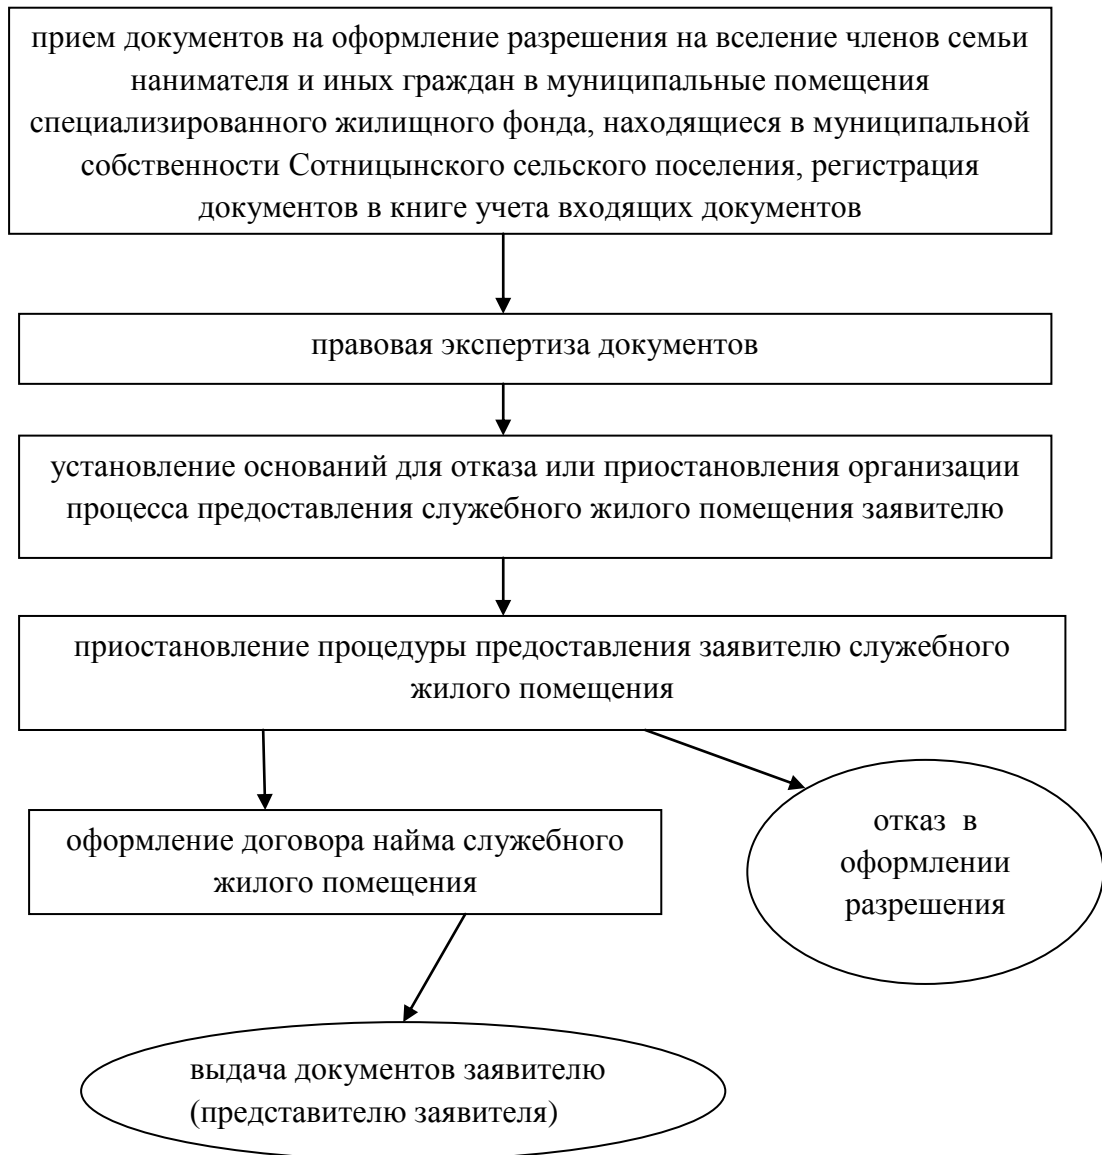 прием документов на оформление разрешения на вселение членов семьи
нанимателя и иных граждан в муниципальные помещения
специализированного жилищного фонда, находящиеся в муниципальной
собственности Сотницынского сельского поселения, регистрация
документов в книге учета входящих документов
правовая экспертиза документов
установление оснований для отказа или приостановления организации
процесса предоставления служебного жилого помещения заявителю
приостановление процедуры предоставления заявителю служебного
жилого помещения
оформление договора найма служебного
жилого помещения
отказ в
оформлении
разрешения
выдача документов заявителю
(представителю заявителя)